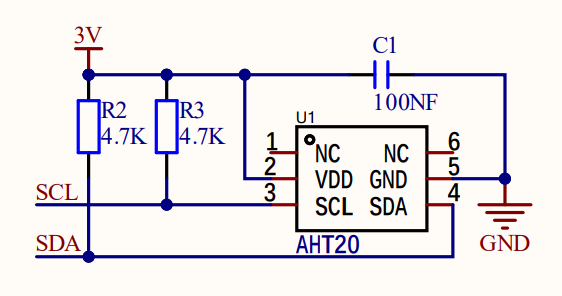 3V
C1
100NF
R2
4.7K
R3
4.7K
U1
1
NC
NC
6
2
VDD
GND
5
3
SCL
SDA
4
SCL
SDA
AHT20
GND